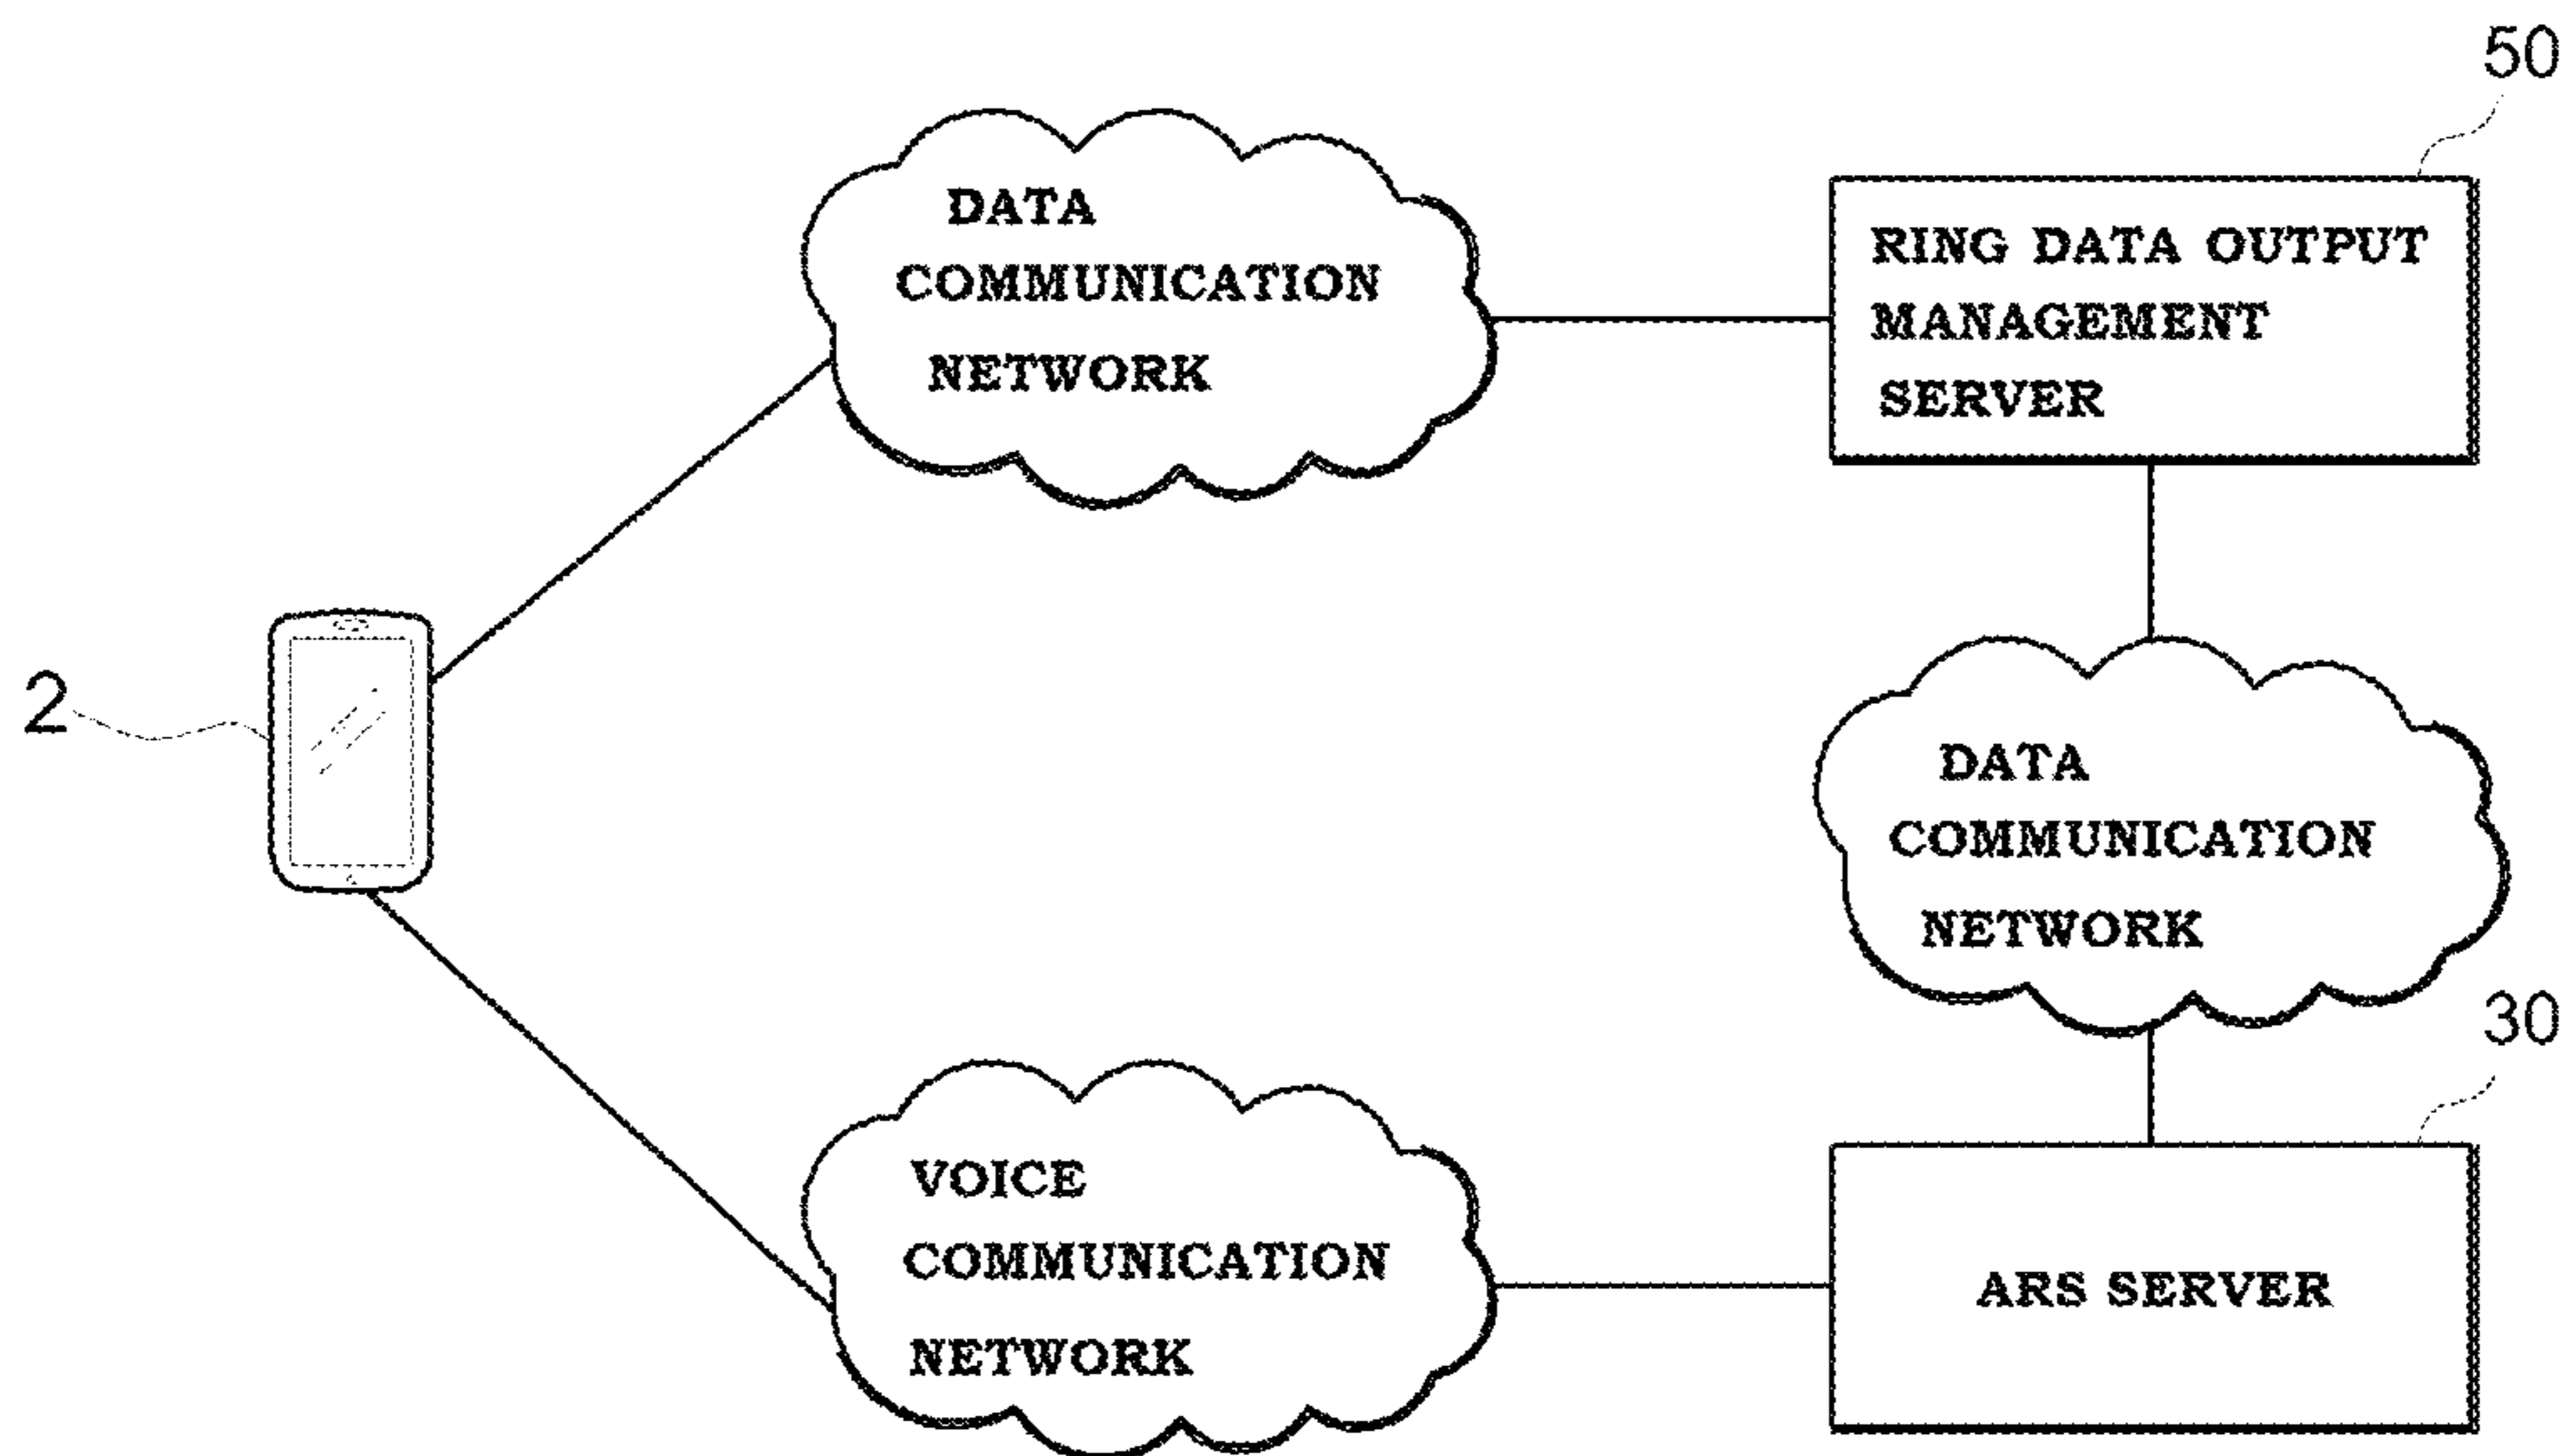 50
DATA
COMMUNICATION
NETWORK
RING DATA OUTPUT
MANAGEMENT
SERVER
2
DATA
COMMUNICATION
NETWORK
30
VOICE
COMMUNICATION
NETWORK
ARS SERVER